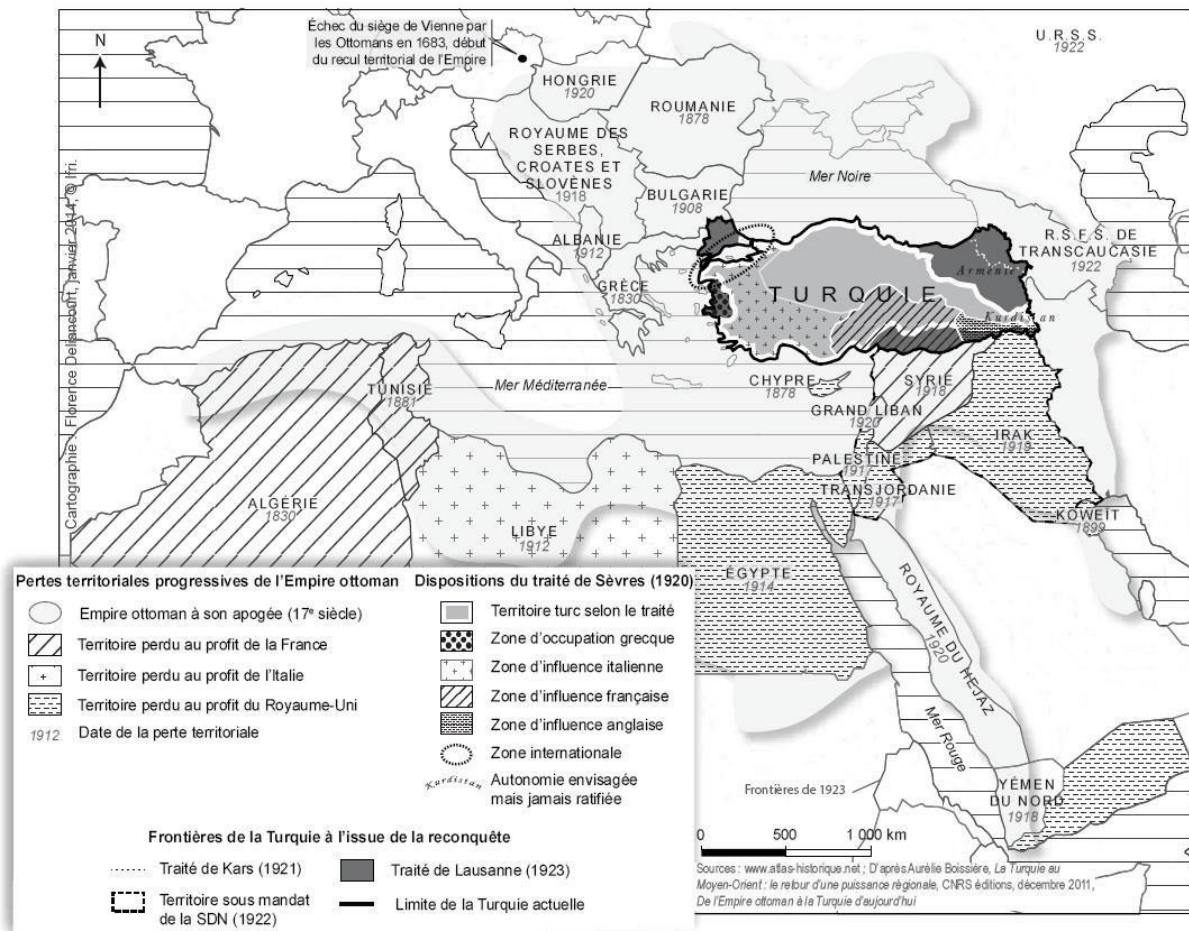 Échec du siège de Vienne par
les Ottomans en 1683, début
du recul territorial de l'Empire
N
U.R.S.S.
1922
HONGRIE
1920
ROUMANIE
1878
ROYAUME DES
SERBES,
CROATES ET
SLOVÈNES
1918
Mer Noire
BULGARIE
1908
R.S.F.S. DE
TRANSCAUCASIE
1922
ALBANIE
1912
Arménie
GRÈCE
1830
TURQUIE
Kurdistan
TUNISIE
1881
Mer Méditerranée
CHYPRE
1878
SYRIE
1918
GRAND LIBAN
1920
IRAK
1919
PALESTINE
1917
TRANSJORDANIE
1917
ALGÉRIE
1830
LIBYE
1912
KOWEÏT
1899
ÉGYPTE
1914
ROYAUME DU HEJAZ
1920
Mer Rouge
YÉMEN
DU NORD
1918
Frontières de 1923
Cartographie : Florence Deliancourt, janvier 2014, © Ifri.
Pertes territoriales progressives de l'Empire ottoman
Empire ottoman à son apogée (17e siècle)
Territoire perdu au profit de la France
Territoire perdu au profit de l'Italie
Territoire perdu au profit du Royaume-Uni
1912 Date de la perte territoriale
Dispositions du traité de Sèvres (1920)
Territoire turc selon le traité
Zone d'occupation grecque
Zone d'influence italienne
Zone d'influence française
Zone d'influence anglaise
Zone internationale
Kurdistan Autonomie envisagée
mais jamais ratifiée
Frontières de la Turquie à l'issue de la reconquête
Traité de Kars (1921)
Traité de Lausanne (1923)
Territoire sous mandat
de la SDN (1922)
Limite de la Turquie actuelle
0 500 1 000 km
Sources : www.atlas-historique.net ; D'après Aurélie Boissière, La Turquie au
Moyen-Orient : le retour d'une puissance régionale, CNRS éditions, décembre 2011,
De l'Empire ottoman à la Turquie d'aujourd'hui